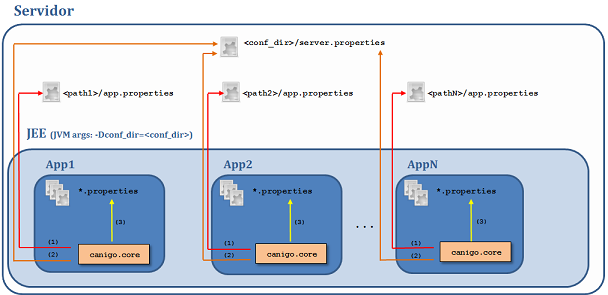 Servidor
<conf_dir>/server.properties
<path1>/app.properties
<path2>/app.properties
<pathN>/app.properties
JEE (JVM args: -Dconf_dir=<conf_dir>)
App1
App2
AppN
*.properties
*.properties
*.properties
(3)
(3)
(3)
...
(1)
(1)
(1)
canigo.core
canigo.core
canigo.core
(2)
(2)
(2)